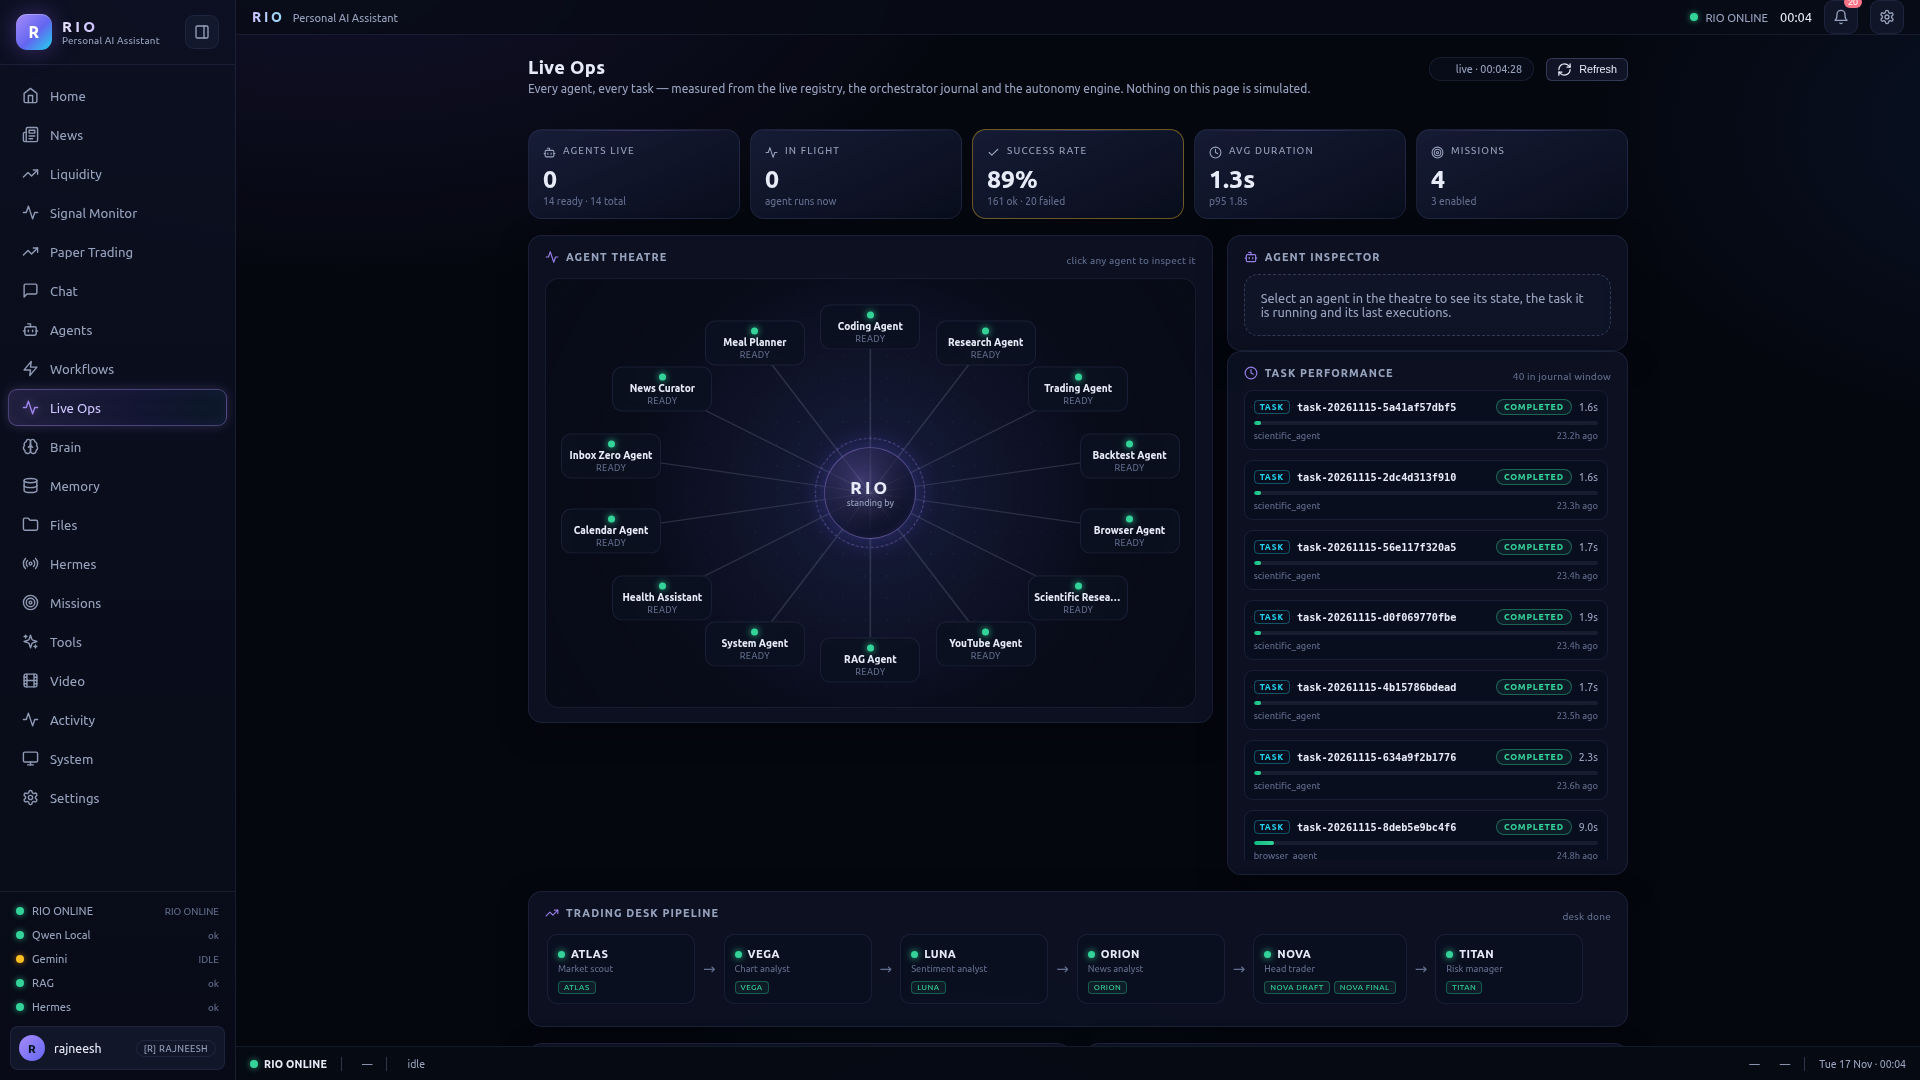 R
RIO
Personal AI Assistant
Home
News
Liquidity
Signal Monitor
Paper Trading
Chat
Agents
Workflows
Live Ops
Brain
Memory
Files
Hermes
Missions
Tools
Video
Activity
System
Settings
RIO ONLINE RIO ONLINE
Qwen Local ok
Gemini IDLE
RAG ok
Hermes ok
R rajneesh [R] RAJNEESH
RIO Personal AI Assistant
RIO ONLINE 00:04 20
Live Ops
Every agent, every task — measured from the live registry, the orchestrator journal and the autonomy engine. Nothing on this page is simulated.
live · 00:04:28 Refresh
AGENTS LIVE
0
14 ready · 14 total
IN FLIGHT
0
agent runs now
SUCCESS RATE
89%
161 ok · 20 failed
AVG DURATION
1.3s
p95 1.8s
MISSIONS
4
3 enabled
AGENT THEATRE
click any agent to inspect it
Coding Agent
READY
Meal Planner
READY
Research Agent
READY
News Curator
READY
Trading Agent
READY
Inbox Zero Agent
READY
Backtest Agent
READY
RIO
standing by
Calendar Agent
READY
Browser Agent
READY
Health Assistant
READY
Scientific Resea...
READY
System Agent
READY
YouTube Agent
READY
RAG Agent
READY
AGENT INSPECTOR
Select an agent in the theatre to see its state, the task it
is running and its last executions.
TASK PERFORMANCE
40 in journal window
TASK task-20261115-5a41af57dbf5 COMPLETED 1.6s
scientific_agent 23.2h ago
TASK task-20261115-2dc4d313f910 COMPLETED 1.6s
scientific_agent 23.3h ago
TASK task-20261115-56e117f320a5 COMPLETED 1.7s
scientific_agent 23.4h ago
TASK task-20261115-d0f069770fbe COMPLETED 1.9s
scientific_agent 23.4h ago
TASK task-20261115-4b15786bdead COMPLETED 1.7s
scientific_agent 23.5h ago
TASK task-20261115-634a9f2b1776 COMPLETED 2.3s
scientific_agent 23.6h ago
TASK task-20261115-8deb5e9bc4f6 COMPLETED 9.0s
browser_agent 24.8h ago
TRADING DESK PIPELINE
desk done
ATLAS
Market scout
ATLAS
→
VEGA
Chart analyst
VEGA
→
LUNA
Sentiment analyst
LUNA
→
ORION
News analyst
ORION
→
NOVA
Head trader
NOVA DRAFT NOVA FINAL
→
TITAN
Risk manager
TITAN
RIO ONLINE — idle
— — Tue 17 Nov · 00:04